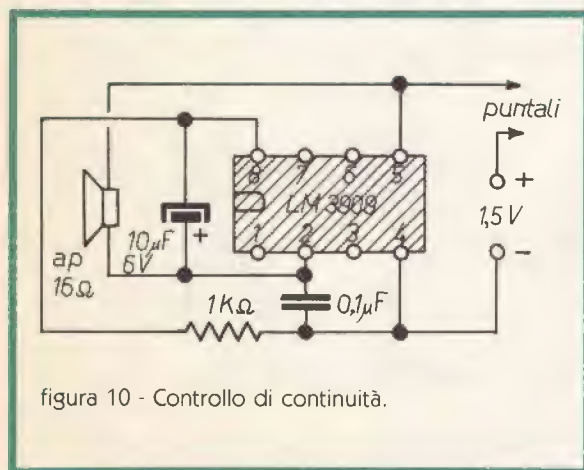 puntali
8 7 6 5
LM 3909
+
1,5 V
-
1 2 3 4
ap
16Ω
10µF
6V
+
1KΩ
0,1µF
figura 10 - Controllo di continuità.